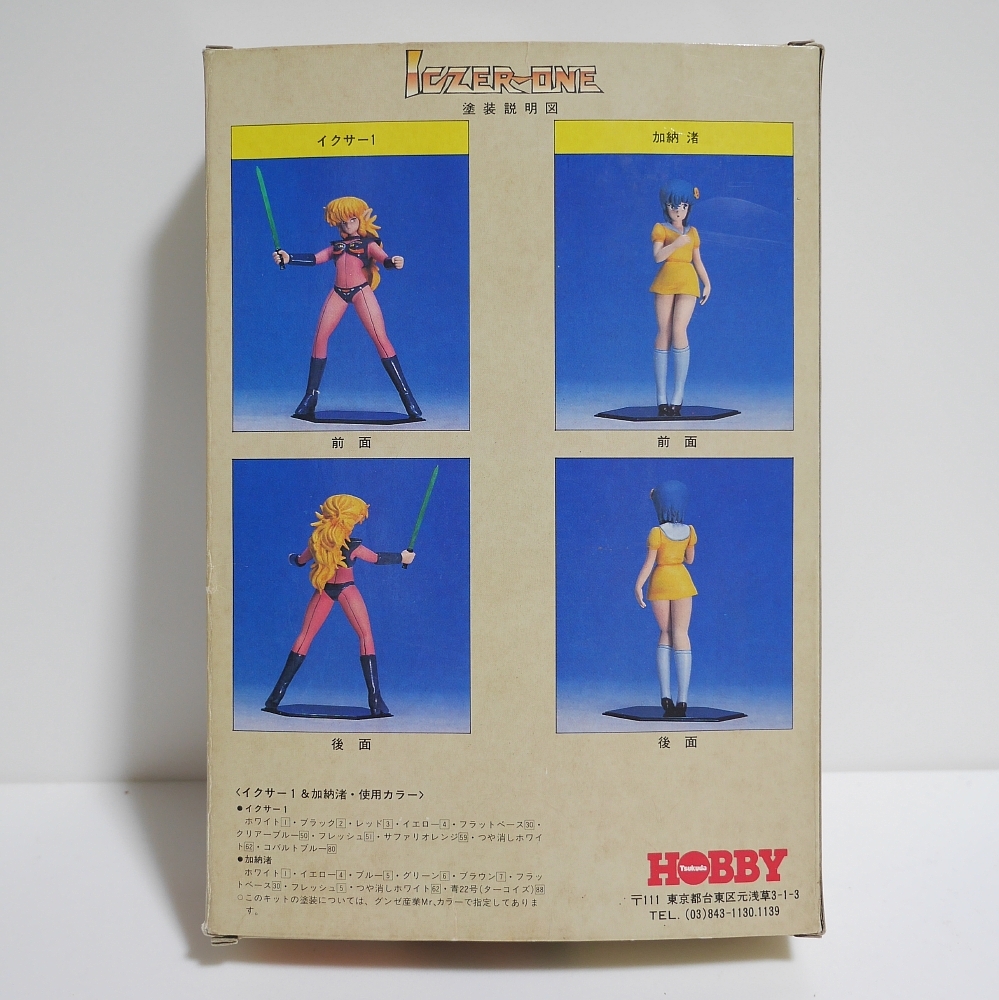 ICZER-ONE
塗装説明図
イクサー1
加納 渚
前面
前面
後面
後面
〈イクサー1&加納渚・使用カラー〉
●イクサー1
ホワイト1・ブラック2・レッド3・イエロー4・フラットベース30・
クリアーブルー50・フレッシュ51・サファリオレンジ59・つや消しホワイ
ト62・コバルトブルー80
●加納渚
ホワイト1・イエロー4・ブルー5・グリーン6・ブラウン7・フラッ
トベース30・フレッシュ5・つや消しホワイト62・青22号(ターコイズ)88
□このキットの塗装については、グンゼ産業Mr,カラーで指定してありま
す。
HOBBY
Tsukuda
〒111 東京都台東区元浅草3-1-3
TEL. (03)843-1130.1139